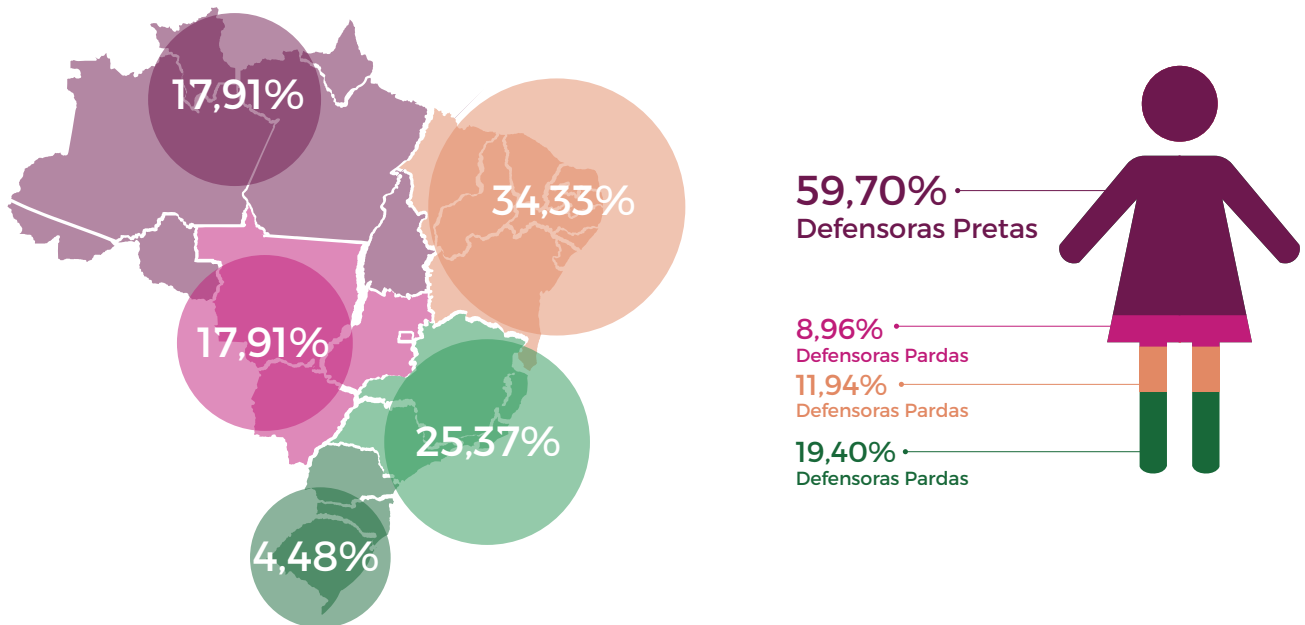 17,91%
34,33%
17,91%
25,37%
4,48%
59,70%
Defensoras Pretas
8,96%
Defensoras Pardas
11,94%
Defensoras Pardas
19,40%
Defensoras Pardas